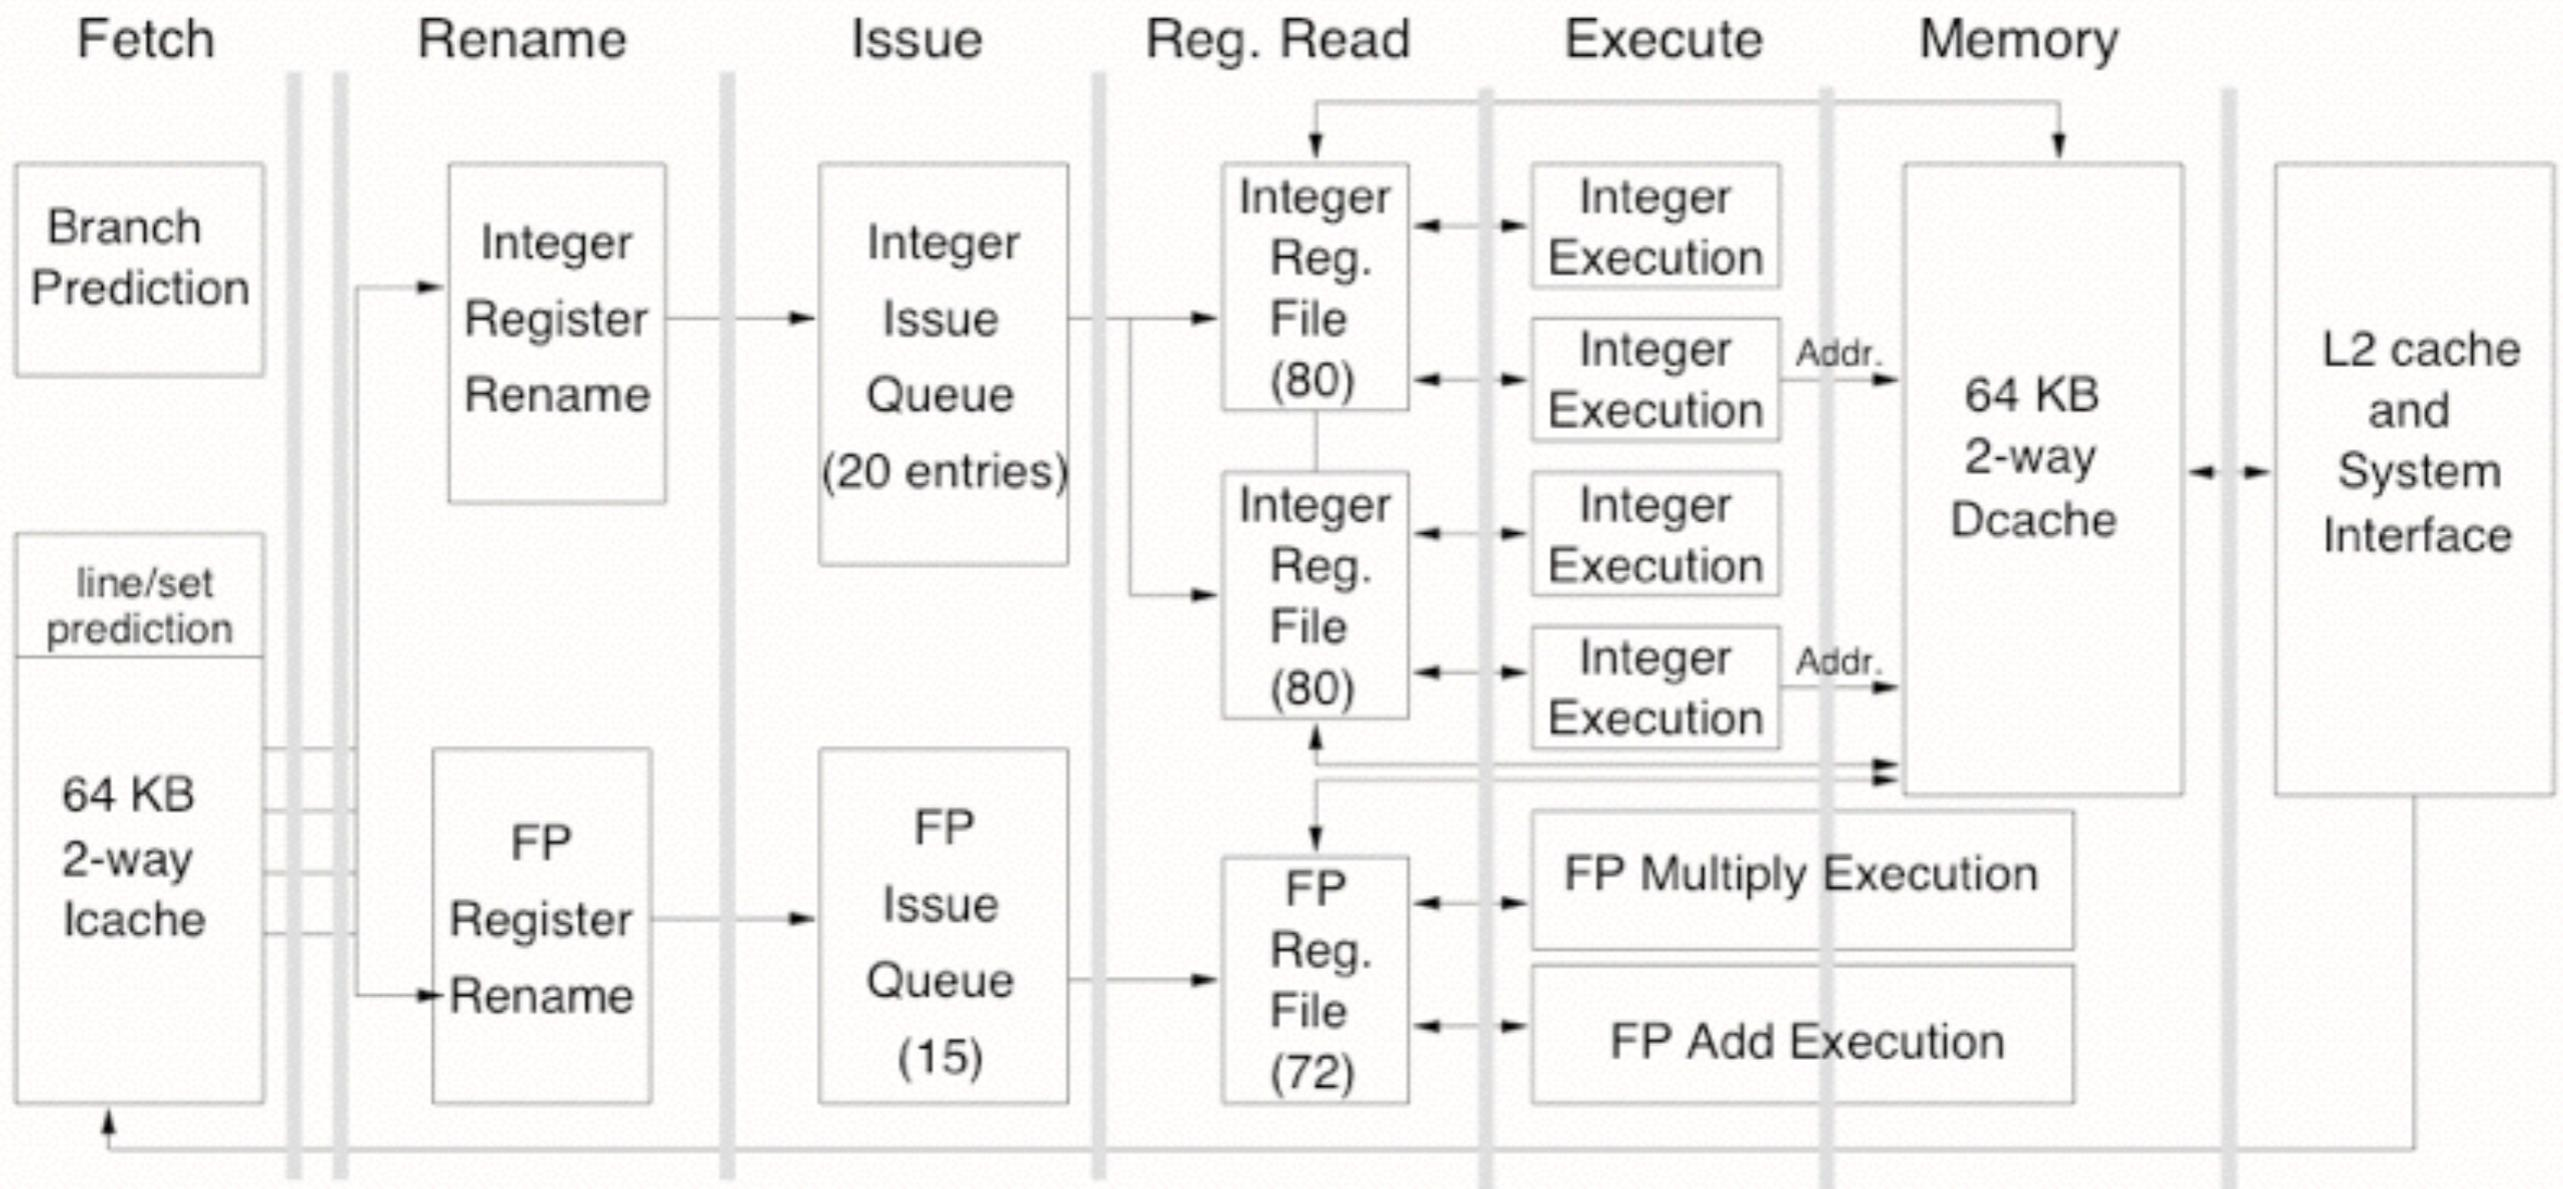 Fetch
Rename
Issue
Reg. Read
Execute
Memory
Branch
Prediction
line/set
prediction
64 KB
2-way
Icache
Integer
Register
Rename
FP
Register
Rename
Integer
Issue
Queue
(20 entries)
FP
Issue
Queue
(15)
Integer
Reg.
File
(80)
Integer
Reg.
File
(80)
FP
Reg.
File
(72)
Integer
Execution
Integer
Execution
Addr.
Integer
Execution
Integer
Execution
Addr.
FP Multiply Execution
FP Add Execution
64 KB
2-way
Dcache
L2 cache
and
System
Interface